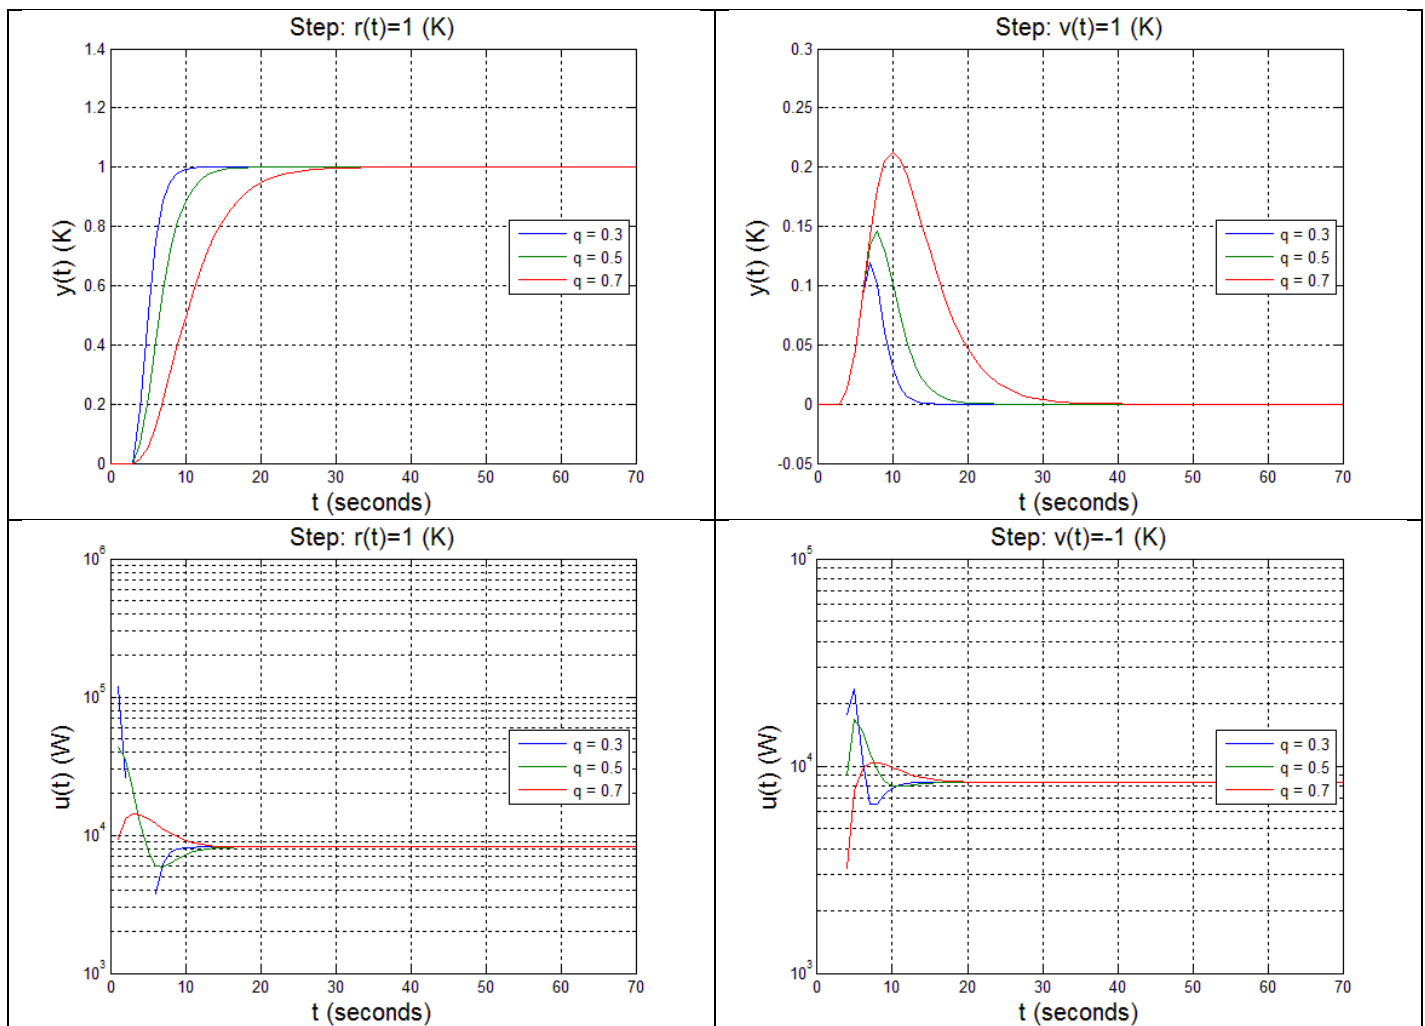 Step: r(t)=1 (K)
1.4
1.2
1
0.8
0.6
0.4
0.2
0
y(t) (K)
q = 0.3
q = 0.5
q = 0.7
0 10 20 30 40 50 60 70
t (seconds)
Step: v(t)=1 (K)
0.3
0.25
0.2
0.15
0.1
0.05
0
-0.05
y(t) (K)
q = 0.3
q = 0.5
q = 0.7
0 10 20 30 40 50 60 70
t (seconds)
Step: r(t)=1 (K)
10^6
10^5
10^4
10^3
u(t) (W)
q = 0.3
q = 0.5
q = 0.7
0 10 20 30 40 50 60 70
t (seconds)
Step: v(t)=-1 (K)
10^5
10^4
10^3
u(t) (W)
q = 0.3
q = 0.5
q = 0.7
0 10 20 30 40 50 60 70
t (seconds)